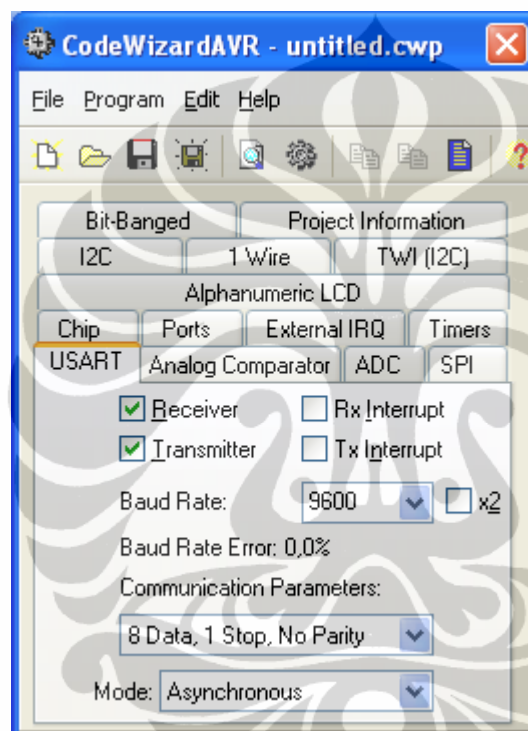 CodeWizardAVR - untitled.cwp
File Program Edit Help
Bit-Banged Project Information
I2C 1 Wire TWI (I2C)
Alphanumeric LCD
Chip Ports External IRQ Timers
USART Analog Comparator ADC SPI
Receiver Rx Interrupt
Transmitter Tx Interrupt
Baud Rate: 9600 x2
Baud Rate Error: 0,0%
Communication Parameters:
8 Data, 1 Stop, No Parity
Mode: Asynchronous